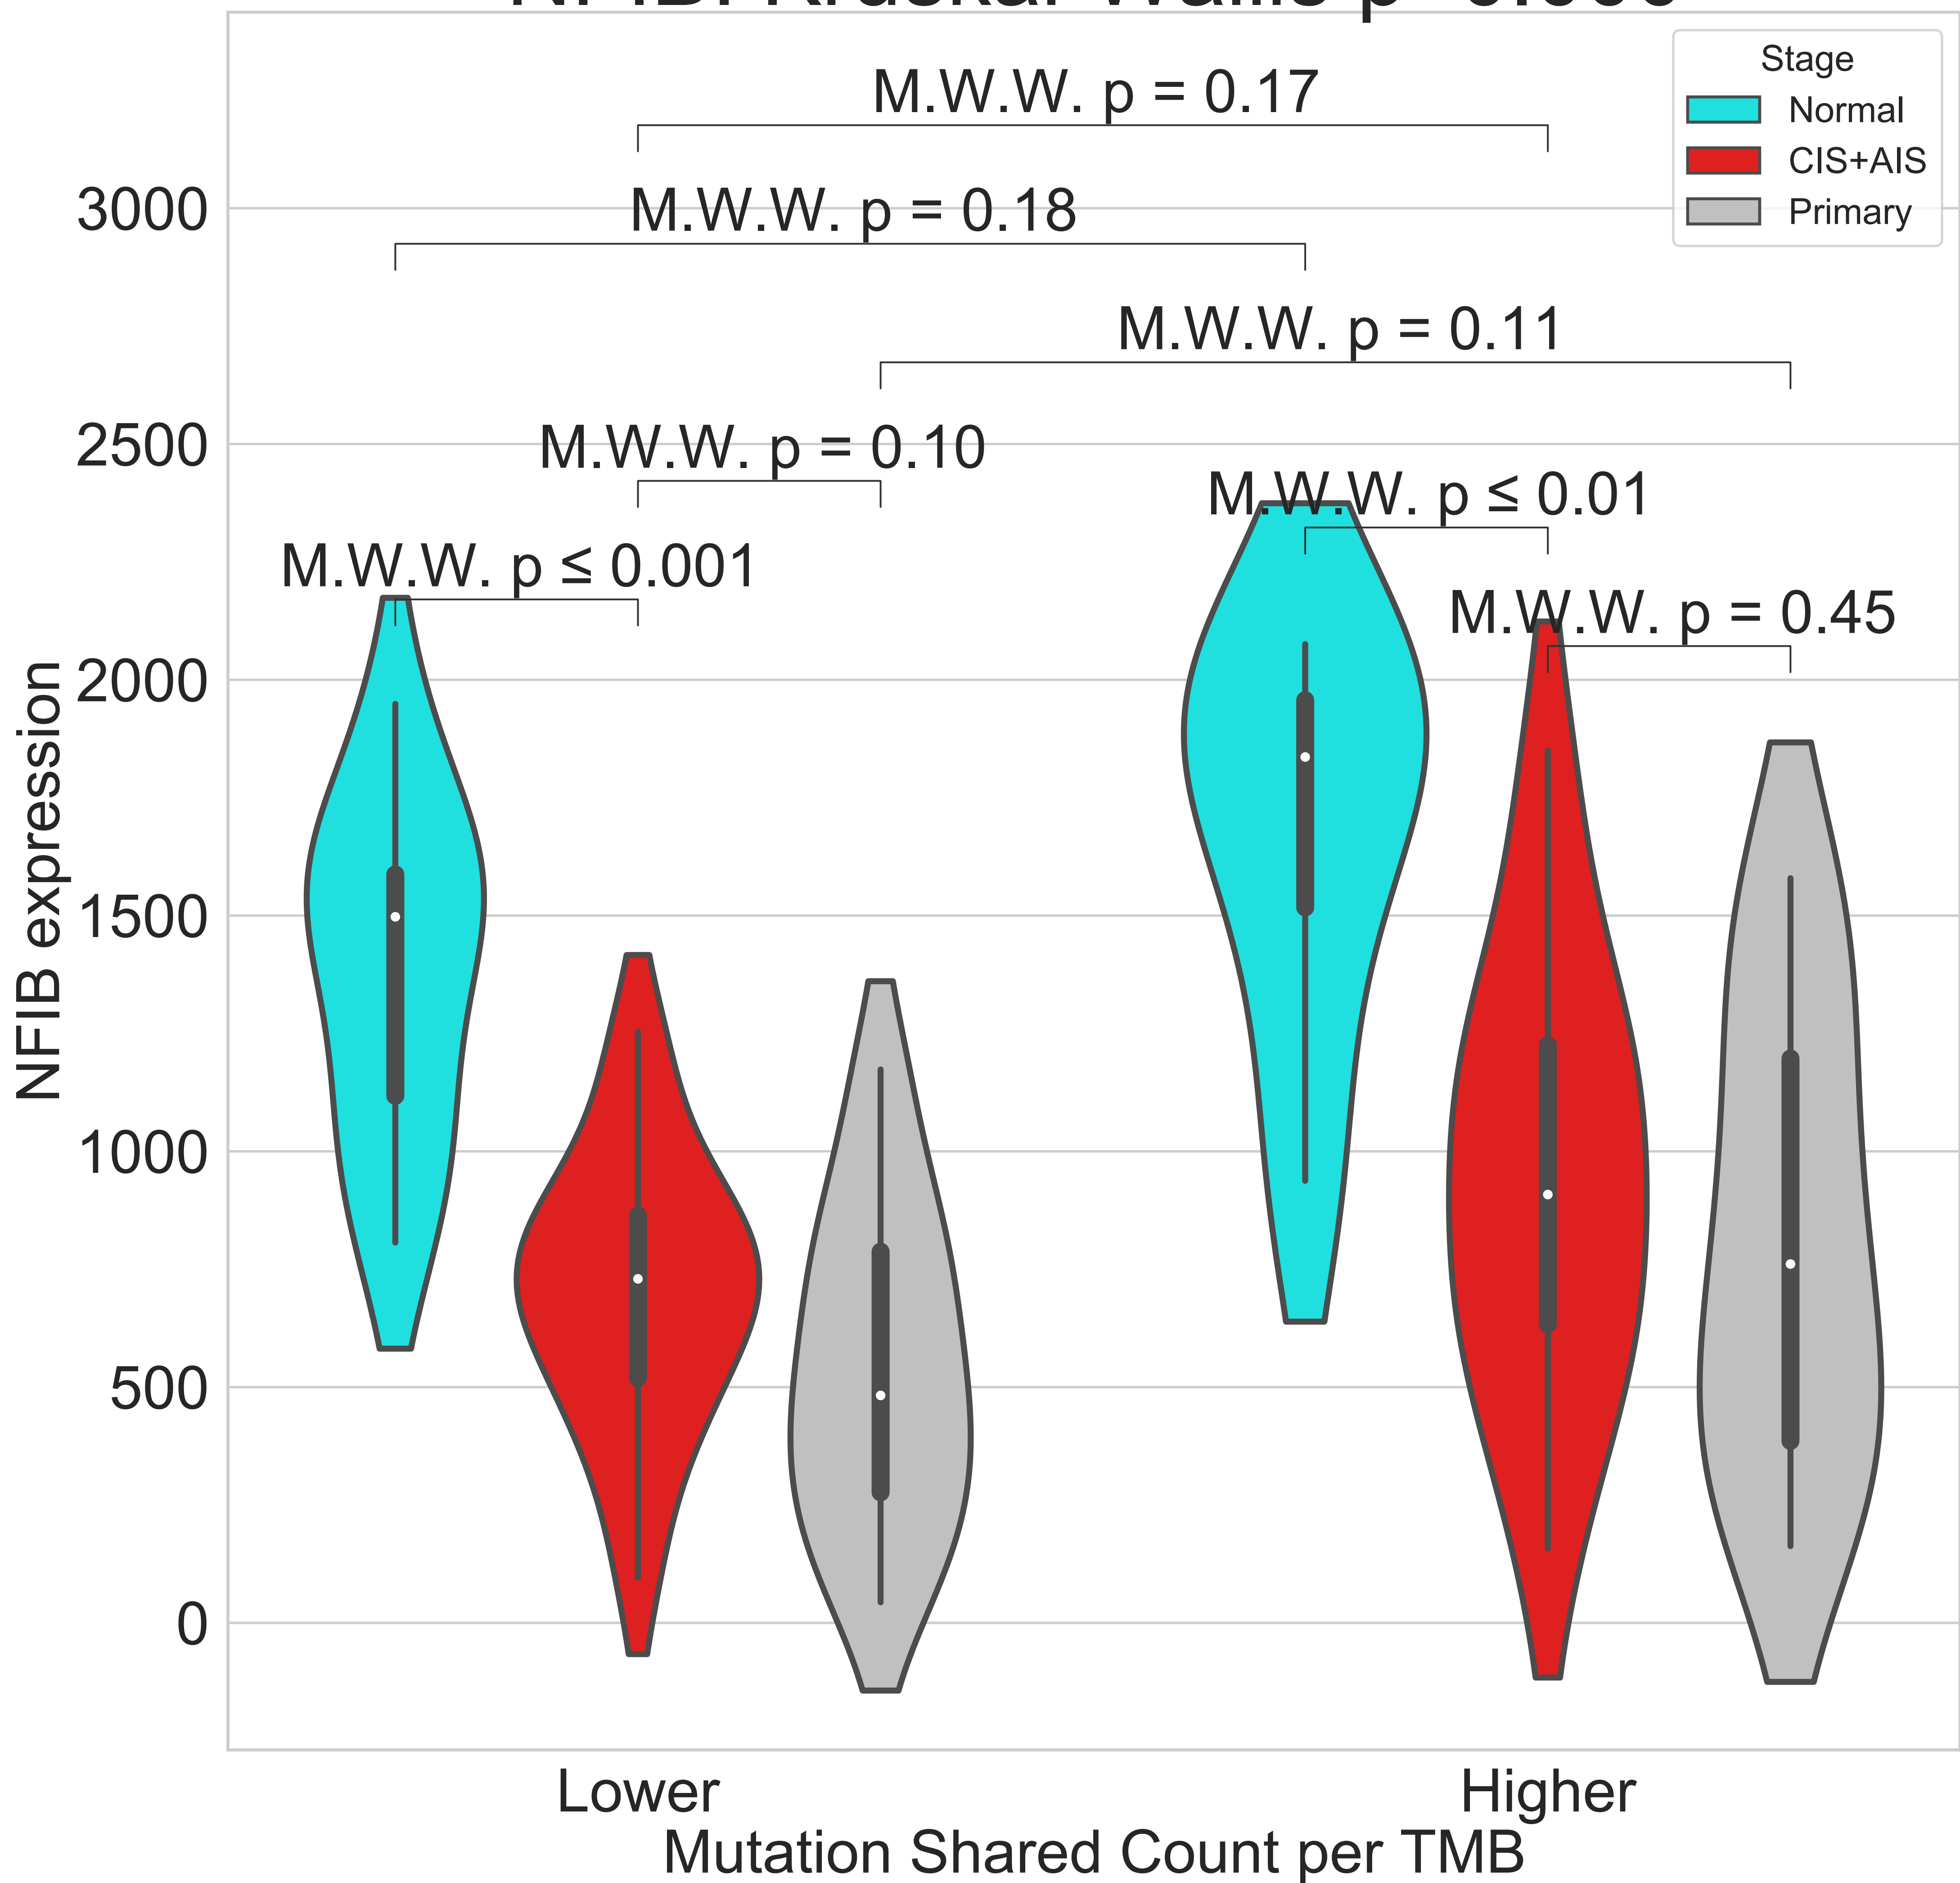 Stage
Normal
CIS+AIS
Primary
M.W.W. p = 0.17
M.W.W. p = 0.18
M.W.W. p = 0.11
M.W.W. p = 0.10
M.W.W. p ≤ 0.01
M.W.W. p ≤ 0.001
M.W.W. p = 0.45
3000
2500
2000
1500
1000
500
0
NFIB expression
Lower
Higher
Mutation Shared Count per TMB